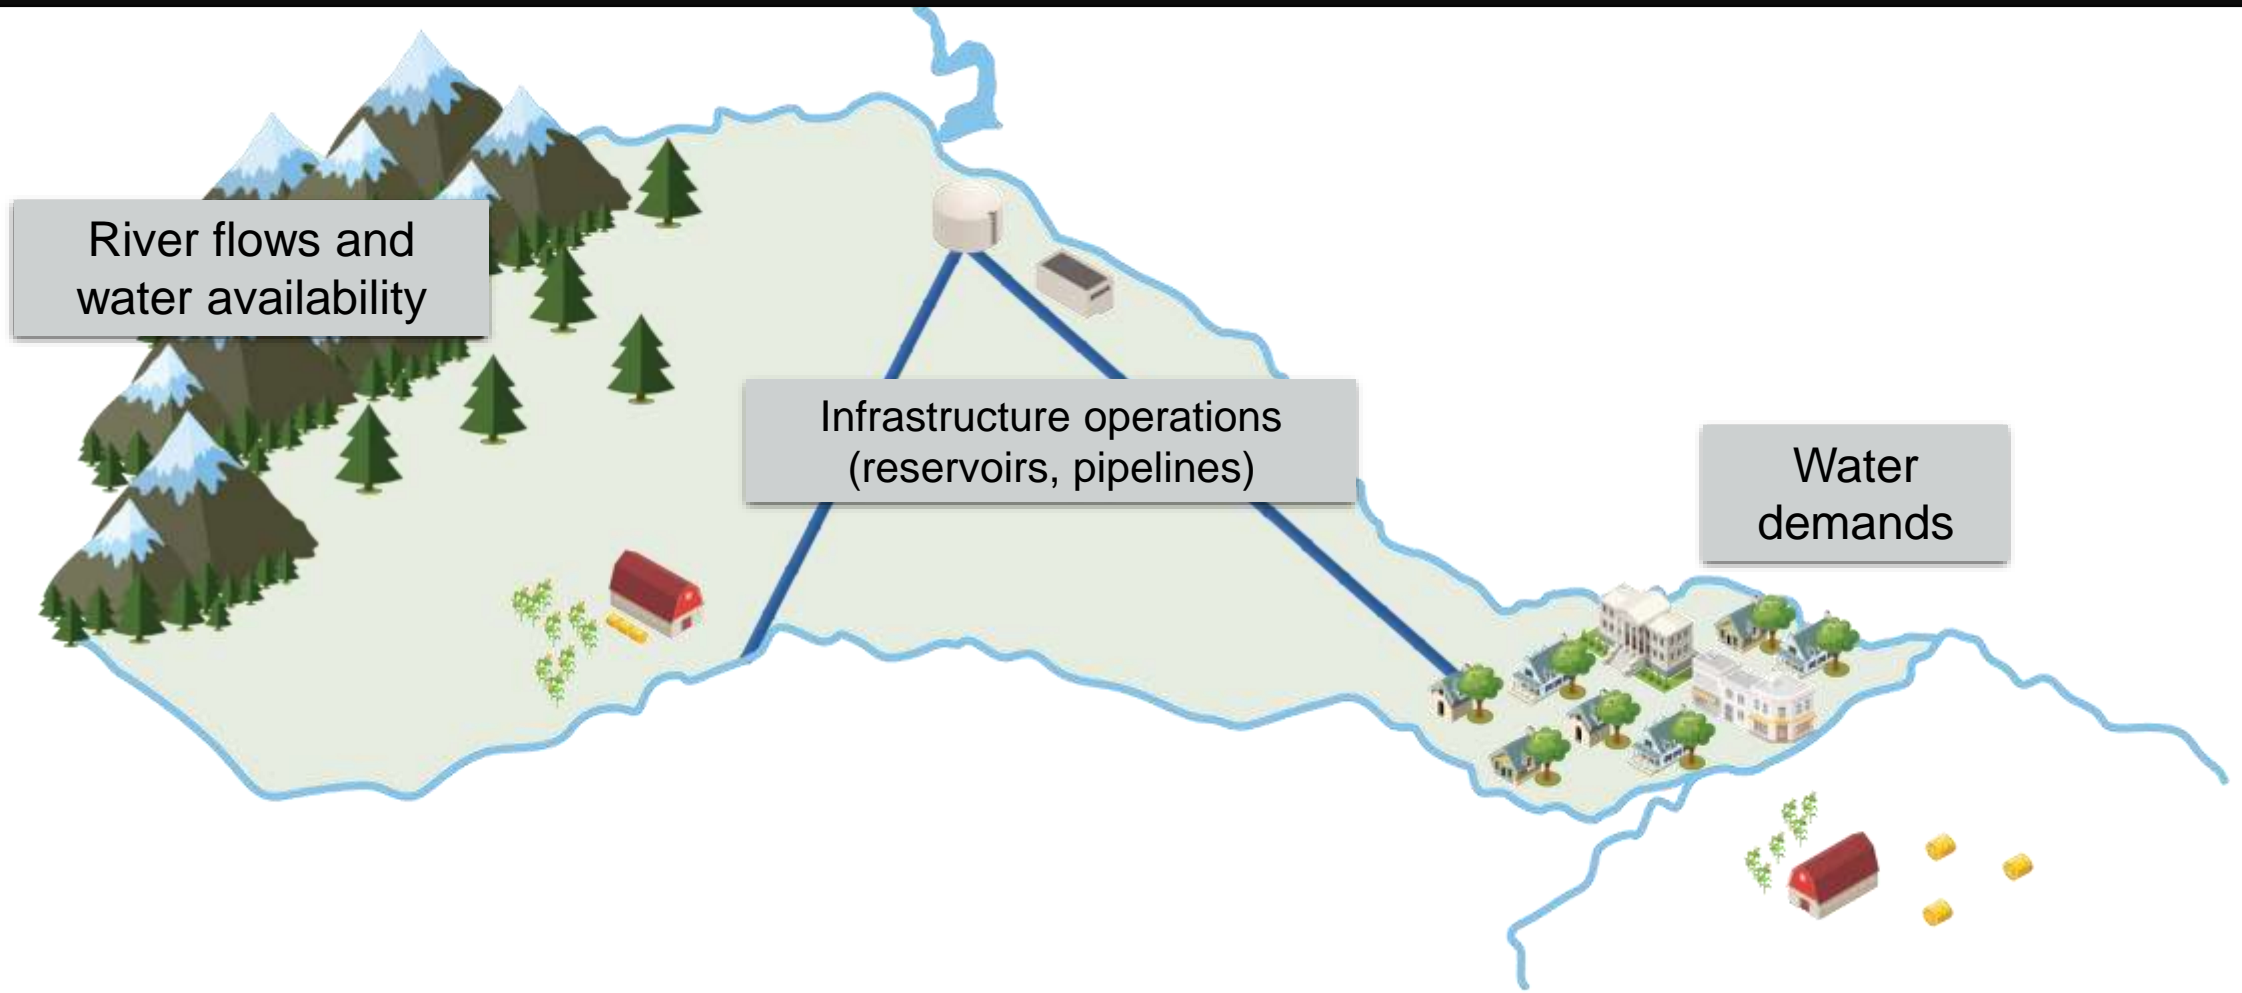 River flows and
water availability
Infrastructure operations
(reservoirs, pipelines)
Water
demands